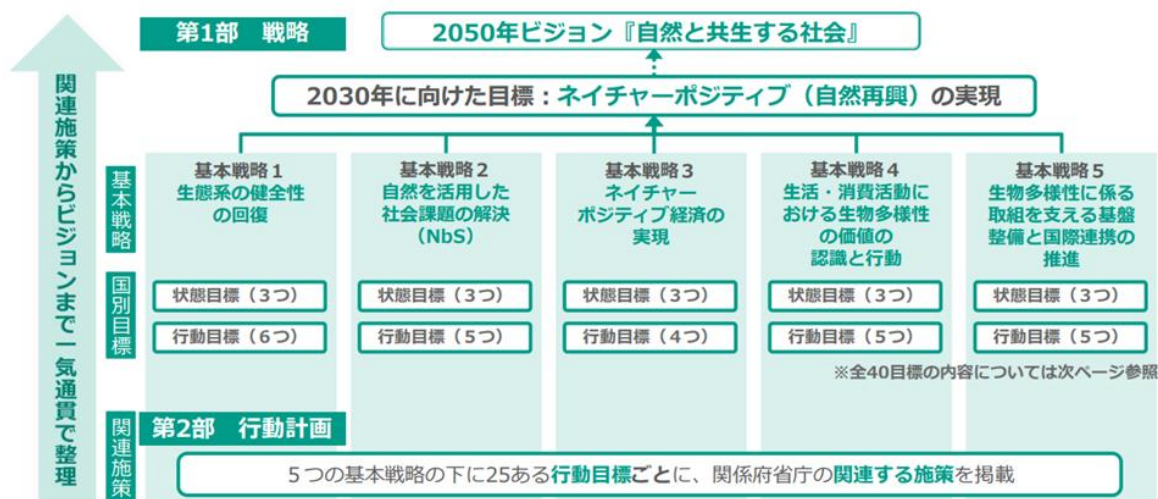 関連施策からビジョンまで一気通貫で整理
第1部 戦略
2050年ビジョン『自然と共生する社会』
2030年に向けた目標：ネイチャーポジティブ（自然再興）の実現
基本戦略
基本戦略1
生態系の健全性
の回復
基本戦略2
自然を活用した
社会課題の解決
（NbS）
基本戦略3
ネイチャー
ポジティブ経済の
実現
基本戦略4
生活・消費活動に
おける生物多様性
の価値の
認識と行動
基本戦略5
生物多様性に係る
取組を支える基盤
整備と国際連携の
推進
国別目標
状態目標（3つ）
状態目標（3つ）
状態目標（3つ）
状態目標（3つ）
状態目標（3つ）
行動目標（6つ）
行動目標（5つ）
行動目標（4つ）
行動目標（5つ）
行動目標（5つ）
※全40目標の内容については次ページ参照
関連施策
第2部 行動計画
5つの基本戦略の下に25ある行動目標ごとに、関係府省庁の関連する施策を掲載